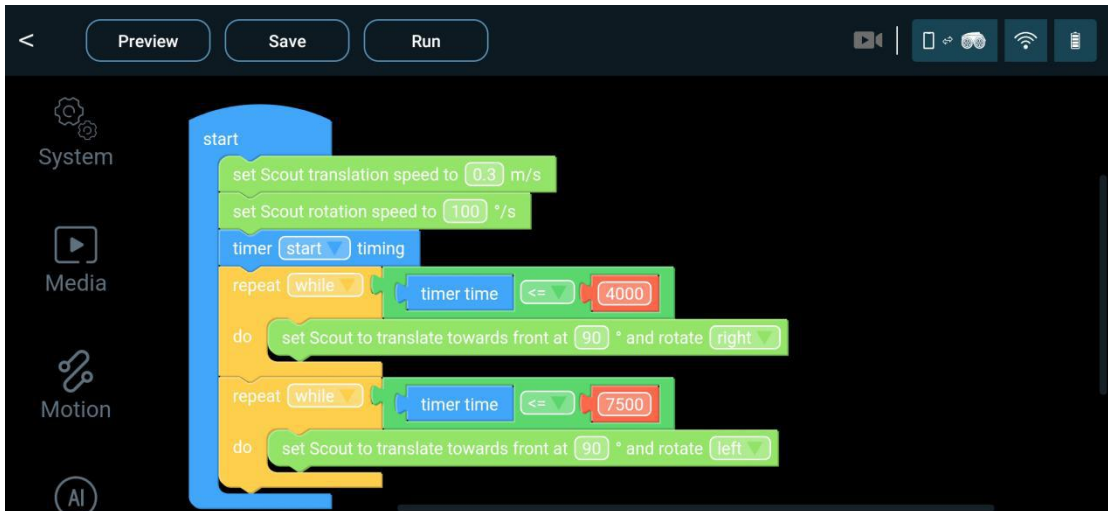 <
Preview
Save
Run
System
Media
Motion
AI
start
set Scout translation speed to 0.3 m/s
set Scout rotation speed to 100 °/s
timer start timing
repeat while timer time <= 4000
do set Scout to translate towards front at 90 ° and rotate right
repeat while timer time <= 7500
do set Scout to translate towards front at 90 ° and rotate left